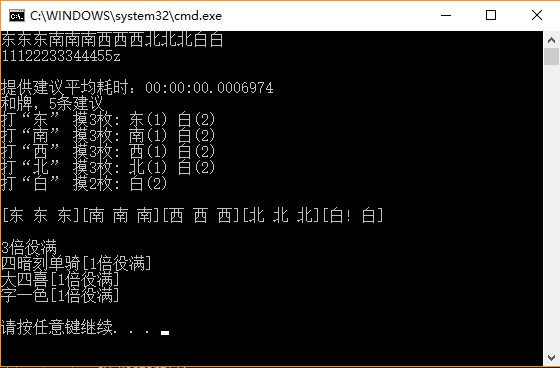 C:\WINDOWS\system32\cmd.exe
东东东南南南西西西北北北白白
11122233344455z
提供建议平均耗时：00:00:00.0006974
和牌，5条建议
打“东” 摸3枚: 东(1) 白(2)
打“南” 摸3枚: 南(1) 白(2)
打“西” 摸3枚: 西(1) 白(2)
打“北” 摸3枚: 北(1) 白(2)
打“白” 摸2枚: 白(2)
[东 东 东][南 南 南][西 西 西][北 北 北][白! 白]
3倍役满
四暗刻单骑[1倍役满]
大四喜[1倍役满]
字一色[1倍役满]
请按任意键继续. . .